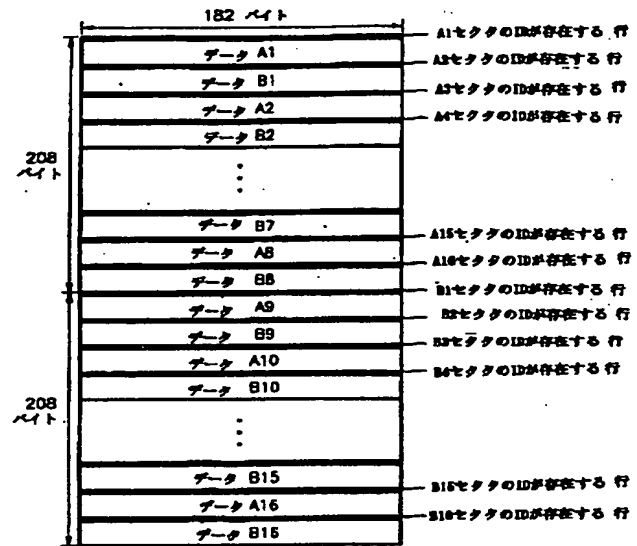 182 バイト
A1セクタのIDが存在する 行
データ A1
A2セクタのIDが存在する 行
データ B1
A3セクタのIDが存在する 行
データ A2
A4セクタのIDが存在する 行
データ B2
208
バイト
データ B7
A15セクタのIDが存在する 行
データ A8
A16セクタのIDが存在する 行
データ B8
B1セクタのIDが存在する 行
データ A9
B2セクタのIDが存在する 行
データ B9
B3セクタのIDが存在する 行
データ A10
B4セクタのIDが存在する 行
データ B10
208
バイト
データ B15
B15セクタのIDが存在する 行
データ A16
B16セクタのIDが存在する 行
データ B16